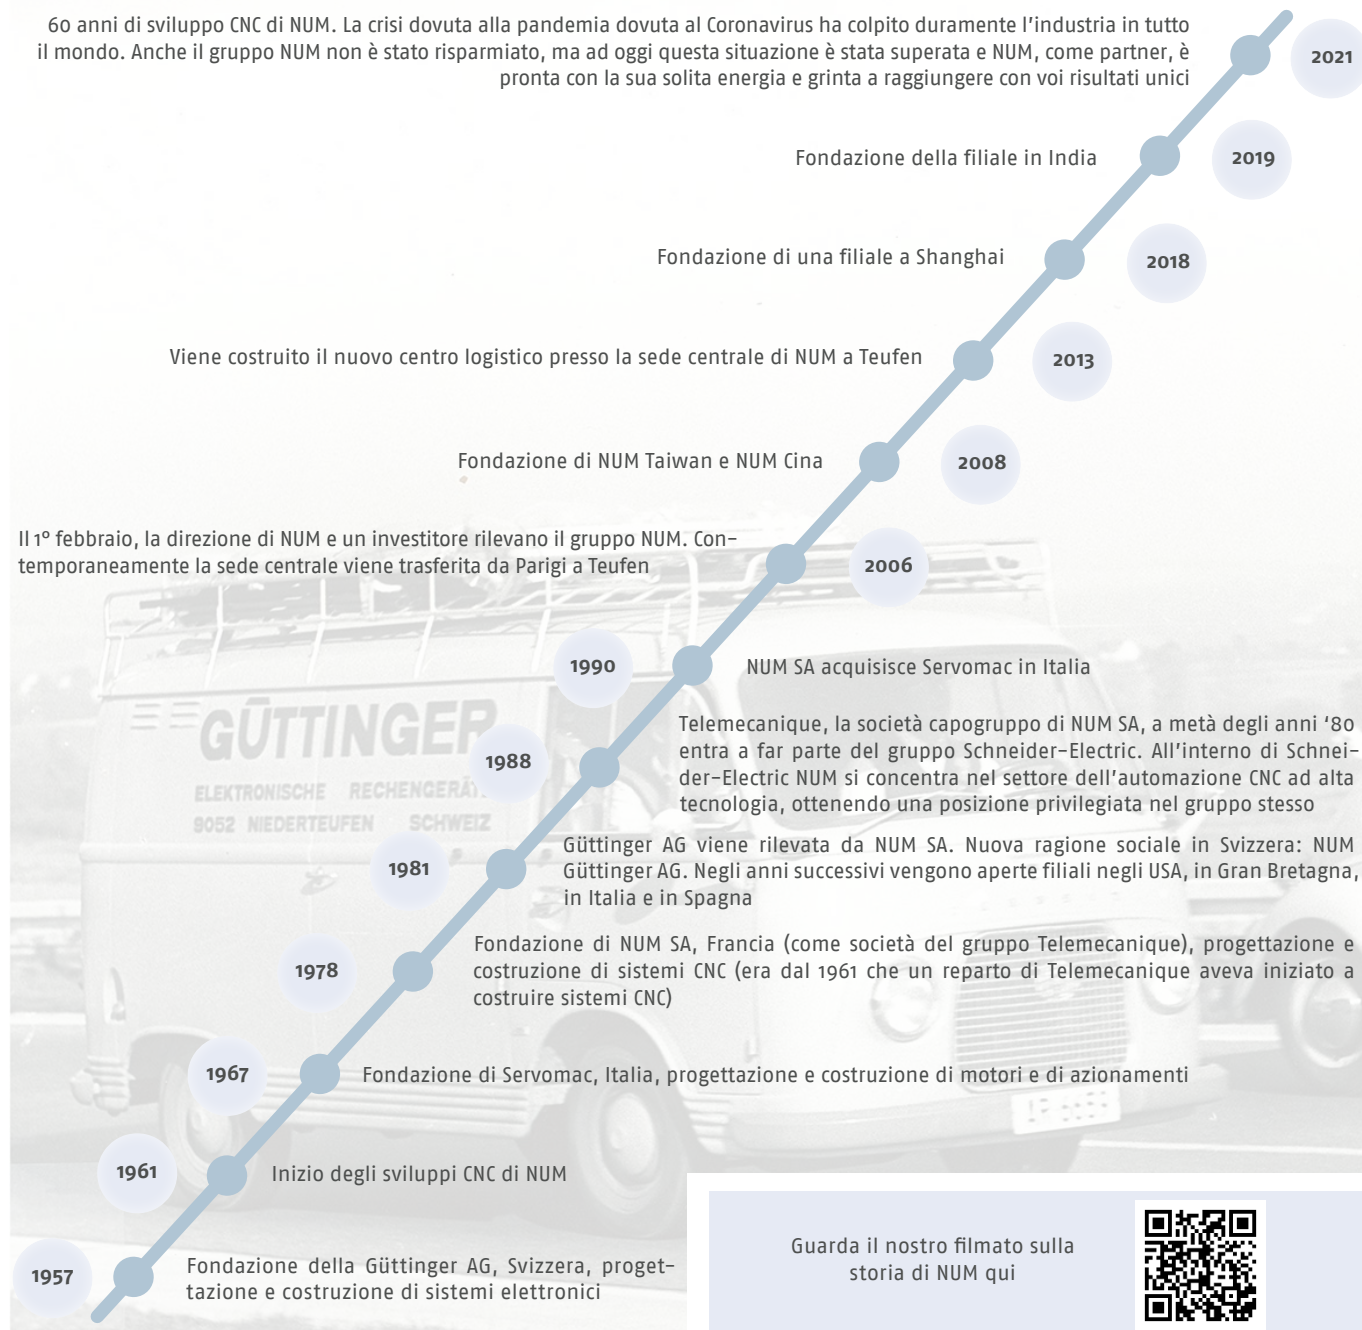 60 anni di sviluppo CNC di NUM. La crisi dovuta alla pandemia dovuta al Coronavirus ha colpito duramente l'industria in tutto
il mondo. Anche il gruppo NUM non è stato risparmiato, ma ad oggi questa situazione è stata superata e NUM, come partner, è
pronta con la sua solita energia e grinta a raggiungere con voi risultati unici
2021
Fondazione della filiale in India
2019
Fondazione di una filiale a Shanghai
2018
Viene costruito il nuovo centro logistico presso la sede centrale di NUM a Teufen
2013
Fondazione di NUM Taiwan e NUM Cina
2008
Il 1° febbraio, la direzione di NUM e un investitore rilevano il gruppo NUM. Con-
temporaneamente la sede centrale viene trasferita da Parigi a Teufen
2006
1990
NUM SA acquisisce Servomac in Italia
GÜTTINGER
ELEKTRONISCHE
9052 NIEDERTEUFEN SCHWEIZ
1988
Telemecanique, la società capogruppo di NUM SA, a metà degli anni '80
entra a far parte del gruppo Schneider-Electric. All'interno di Schnei-
der-Electric NUM si concentra nel settore dell'automazione CNC ad alta
tecnologia, ottenendo una posizione privilegiata nel gruppo stesso
1981
Güttinger AG viene rilevata da NUM SA. Nuova ragione sociale in Svizzera: NUM
Güttinger AG. Negli anni successivi vengono aperte filiali negli USA, in Gran Bretagna,
in Italia e in Spagna
1978
Fondazione di NUM SA, Francia (come società del gruppo Telemecanique), progettazione e
costruzione di sistemi CNC (era dal 1961 che un reparto di Telemecanique aveva iniziato a
costruire sistemi CNC)
1967
Fondazione di Servomac, Italia, progettazione e costruzione di motori e di azionamenti
1961
Inizio degli sviluppi CNC di NUM
1957
Fondazione della Güttinger AG, Svizzera, proget-
tazione e costruzione di sistemi elettronici
Guarda il nostro filmato sulla
storia di NUM qui